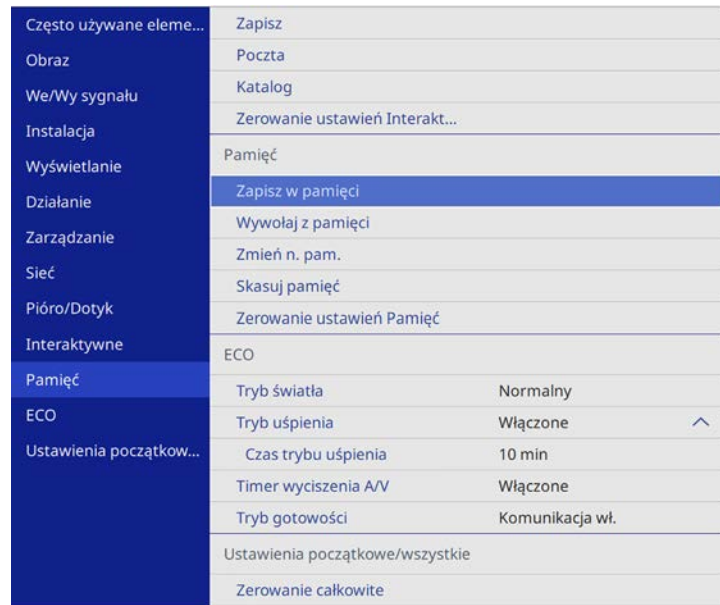 Często używane eleme...
Obraz
We/Wy sygnału
Instalacja
Wyświetlanie
Działanie
Zarządzanie
Sieć
Pióro/Dotyk
Interaktywne
Pamięć
ECO
Ustawienia początkow...
Zapisz
Poczta
Katalog
Zerowanie ustawień Interakt...
Pamięć
Zapisz w pamięci
Wywołaj z pamięci
Zmień n. pam.
Skasuj pamięć
Zerowanie ustawień Pamięć
ECO
Tryb światła Normalny
Tryb uśpienia Włączone
Czas trybu uśpienia 10 min
Timer wyciszenia A/V Włączone
Tryb gotowości Komunikacja wł.
Ustawienia początkowe/wszystkie
Zerowanie całkowite